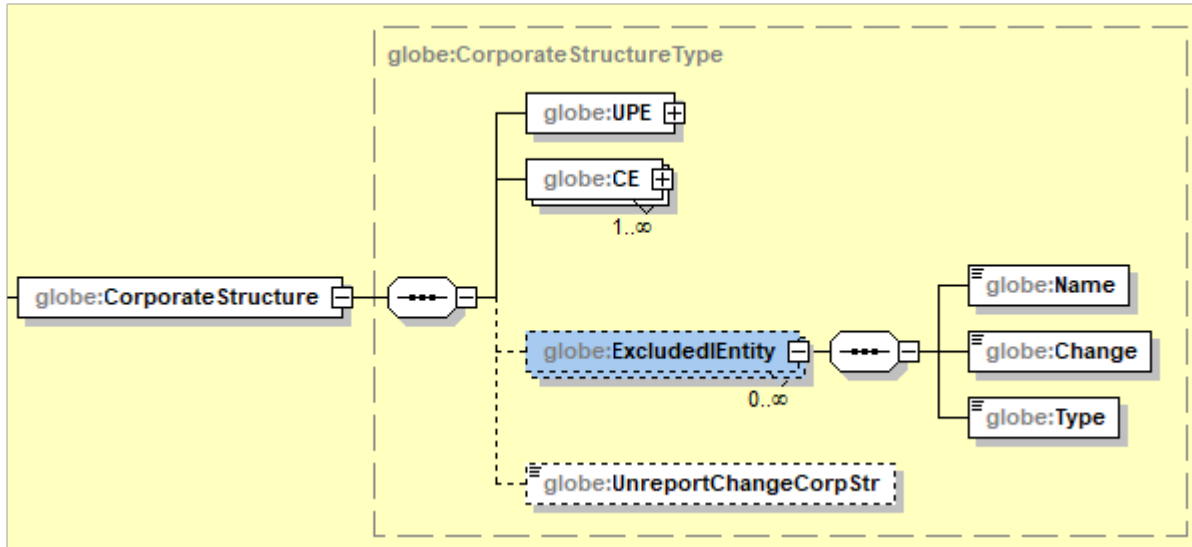 globe:CorporateStructureType
globe:UPE
globe:CE
1..∞
globe:CorporateStructure
globe:ExcludedlEntity
0..∞
globe:Name
globe:Change
globe:Type
globe:UnreportChangeCorpStr